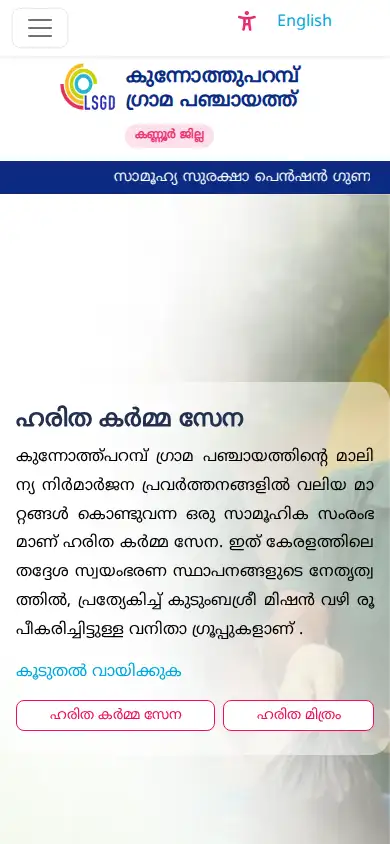 English
കുന്നോത്തുപറമ്പ്
ഗ്രാമ പഞ്ചായത്ത്
LSGD
കണ്ണൂർ ജില്ല
സാമൂഹ്യ സുരക്ഷാ പെൻഷൻ ഗുണ
ഹരിത കർമ്മ സേന
കുന്നോത്ത്പറമ്പ് ഗ്രാമ പഞ്ചായത്തിന്റെ മാലി
ന്യ നിർമാർജന പ്രവർത്തനങ്ങളിൽ വലിയ മാ
റ്റങ്ങൾ കൊണ്ടുവന്ന ഒരു സാമൂഹിക സംരംഭ
മാണ് ഹരിത കർമ്മ സേന. ഇത് കേരളത്തിലെ
തദ്ദേശ സ്വയംഭരണ സ്ഥാപനങ്ങളുടെ നേതൃത്വ
ത്തിൽ, പ്രത്യേകിച്ച് കുടുംബശ്രീ മിഷൻ വഴി രൂ
പീകരിച്ചിട്ടുള്ള വനിതാ ഗ്രൂപ്പുകളാണ് .
കൂടുതൽ വായിക്കുക
ഹരിത കർമ്മ സേന
ഹരിത മിത്രം